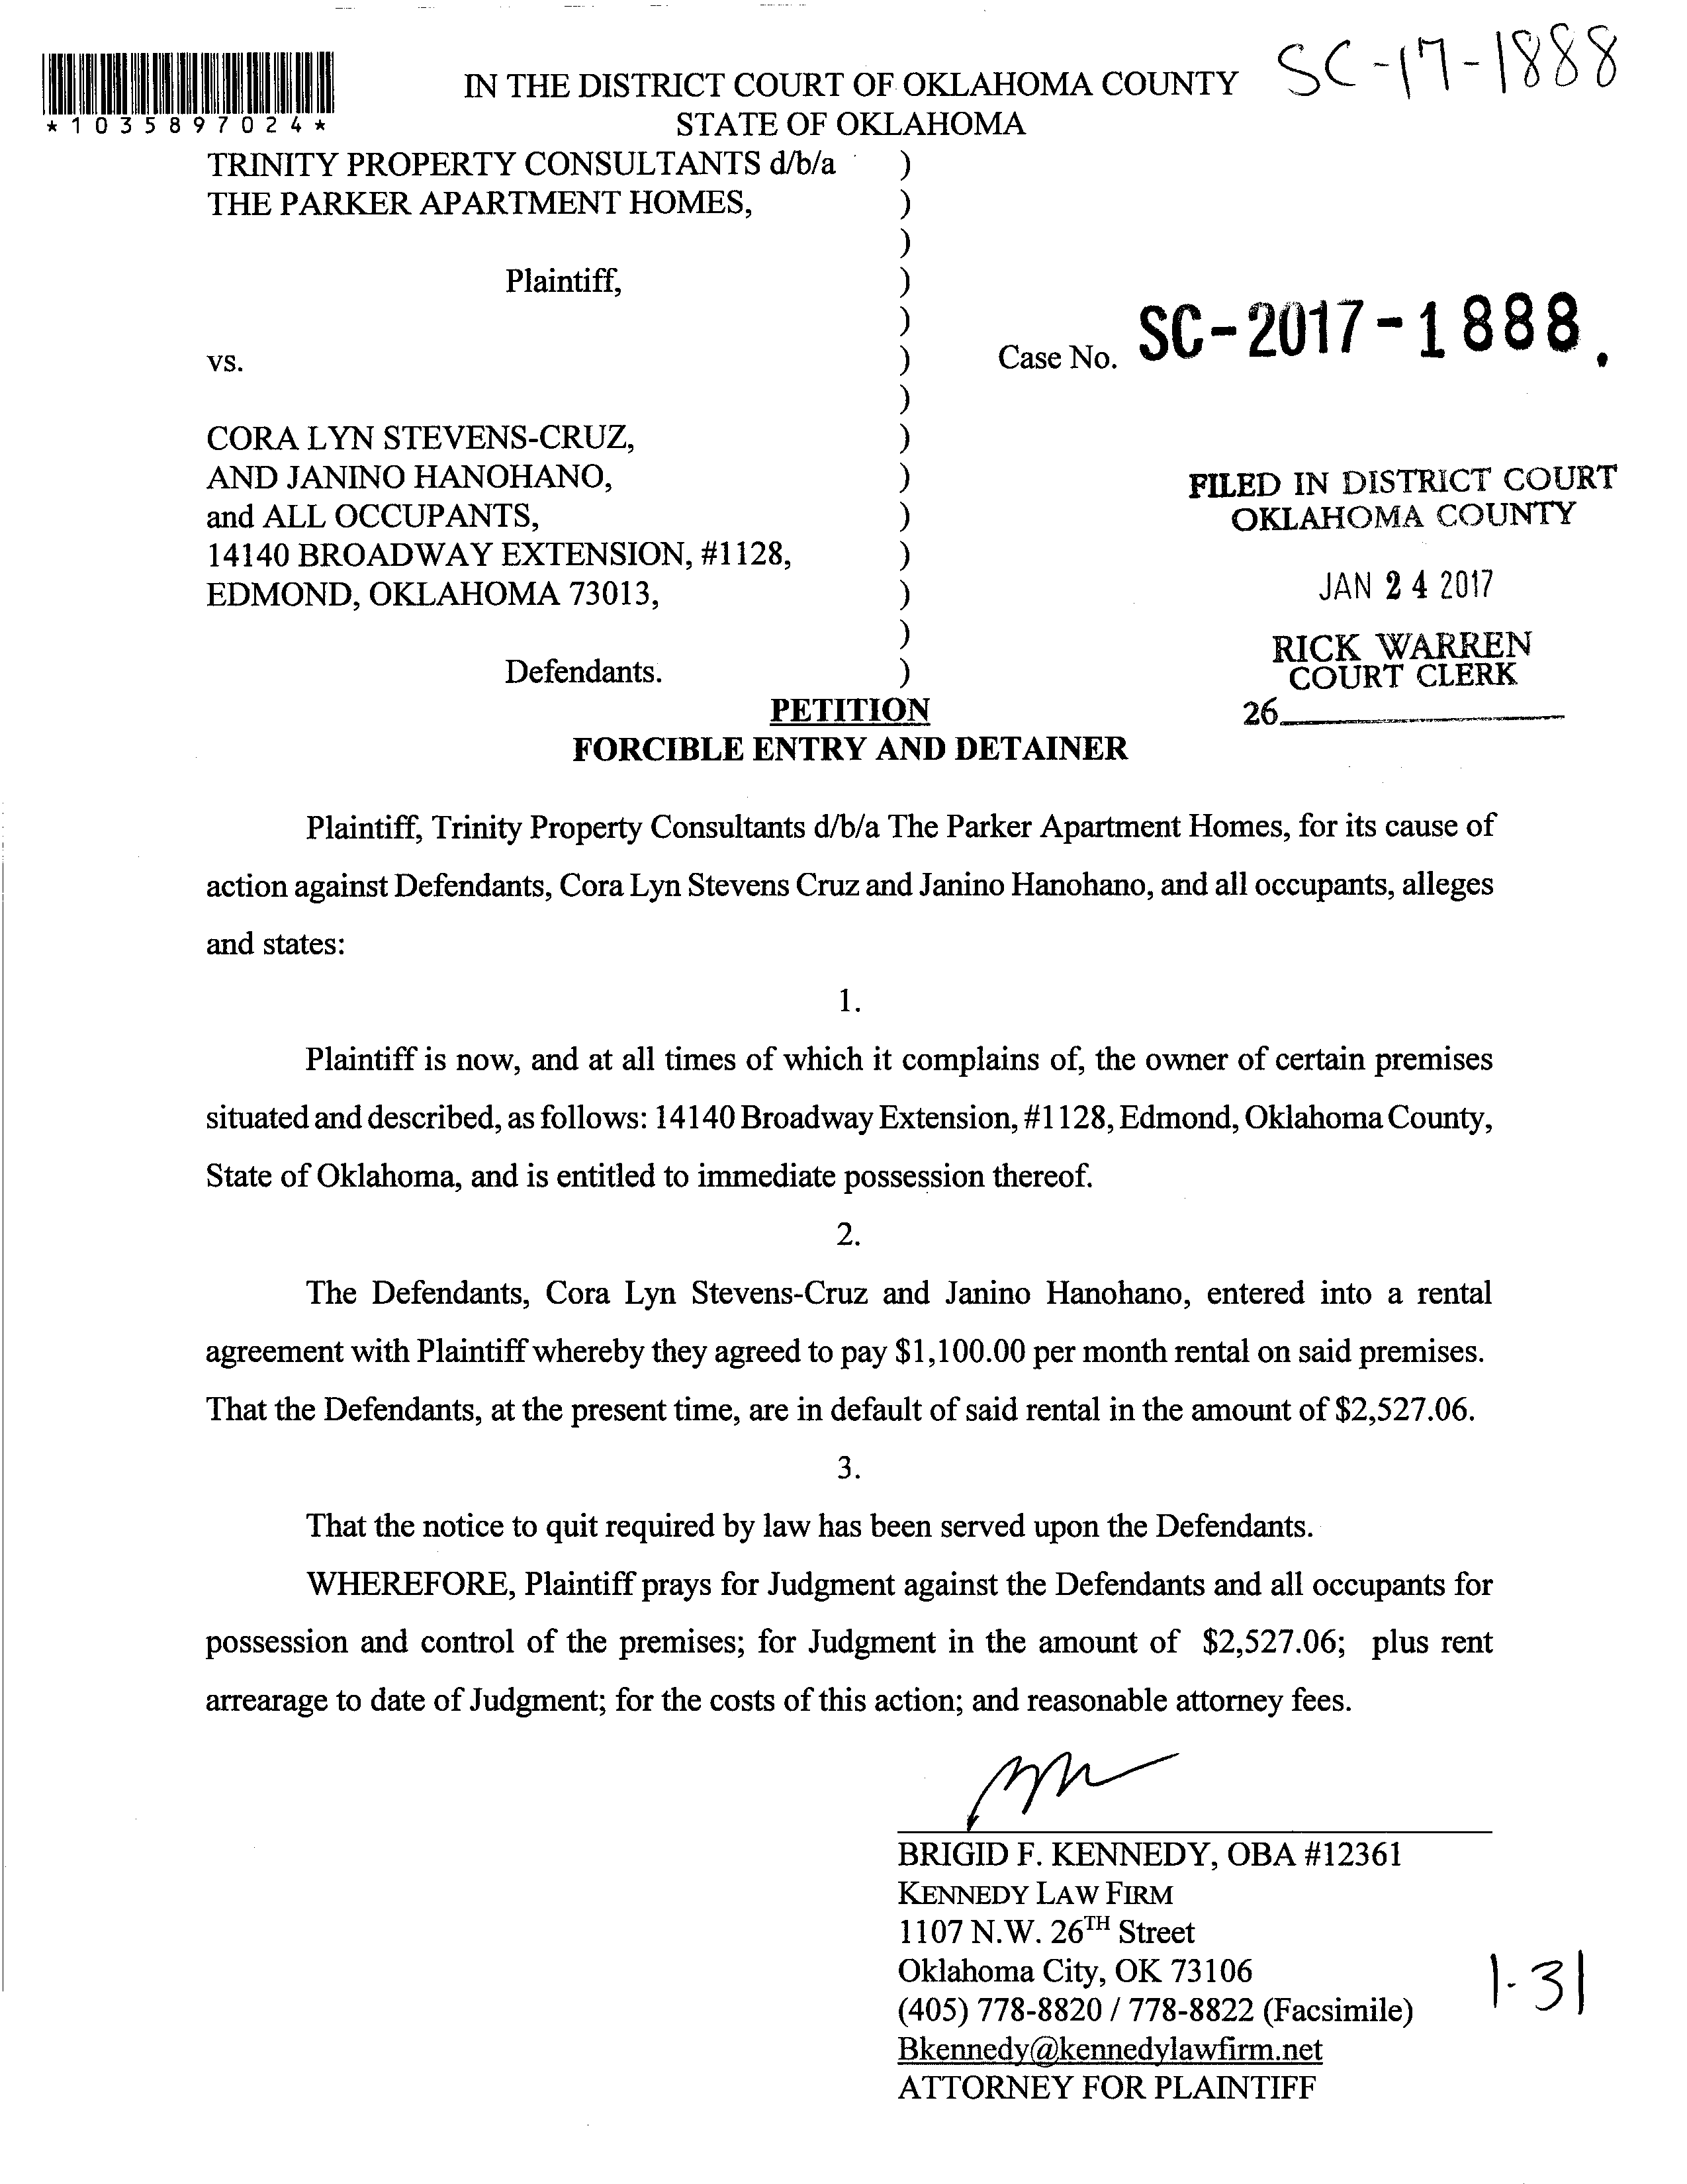 SC-17-1888
IN THE DISTRICT COURT OF OKLAHOMA COUNTY
*1035897024*
STATE OF OKLAHOMA
TRINITY PROPERTY CONSULTANTS d/b/a )
THE PARKER APARTMENT HOMES, )
)
Plaintiff, )
)
vs. ) Case No. SC-2017-1888.
)
CORA LYN STEVENS-CRUZ, )
AND JANINO HANOHANO, )
and ALL OCCUPANTS, )
14140 BROADWAY EXTENSION, #1128, )
EDMOND, OKLAHOMA 73013, )
)
Defendants. )
FILED IN DISTRICT COURT
OKLAHOMA COUNTY
JAN 24 2017
RICK WARREN
COURT CLERK
26
PETITION
FORCIBLE ENTRY AND DETAINER
Plaintiff, Trinity Property Consultants d/b/a The Parker Apartment Homes, for its cause of
action against Defendants, Cora Lyn Stevens Cruz and Janino Hanohano, and all occupants, alleges
and states:
1.
Plaintiff is now, and at all times of which it complains of, the owner of certain premises
situated and described, as follows: 14140 Broadway Extension, #1128, Edmond, Oklahoma County,
State of Oklahoma, and is entitled to immediate possession thereof.
2.
The Defendants, Cora Lyn Stevens-Cruz and Janino Hanohano, entered into a rental
agreement with Plaintiff whereby they agreed to pay $1,100.00 per month rental on said premises.
That the Defendants, at the present time, are in default of said rental in the amount of $2,527.06.
3.
That the notice to quit required by law has been served upon the Defendants.
WHEREFORE, Plaintiff prays for Judgment against the Defendants and all occupants for
possession and control of the premises; for Judgment in the amount of $2,527.06; plus rent
arrearage to date of Judgment; for the costs of this action; and reasonable attorney fees.
BRIGID F. KENNEDY, OBA #12361
KENNEDY LAW FIRM
1107 N.W. 26TH Street
Oklahoma City, OK 73106
(405) 778-8820 / 778-8822 (Facsimile)
Bkennedy@kennedylawfirm.net
ATTORNEY FOR PLAINTIFF
1-31